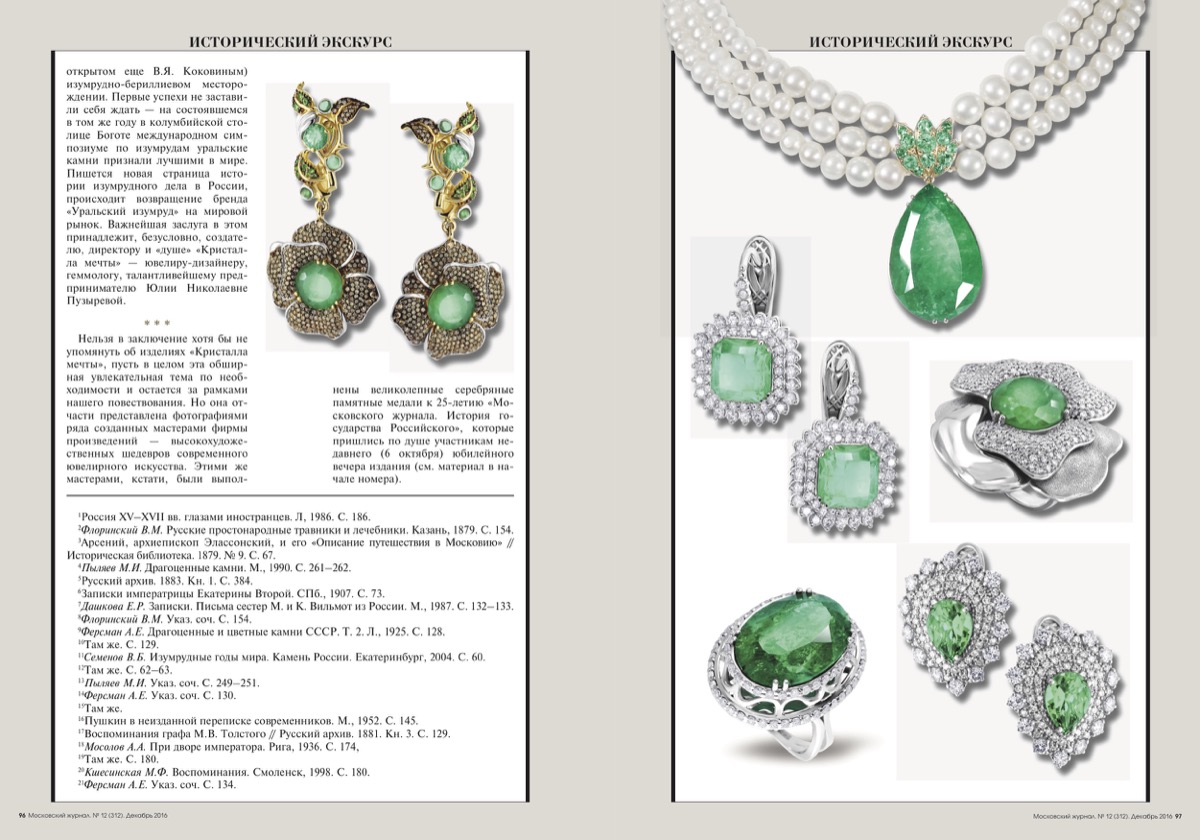 ИСТОРИЧЕСКИЙ ЭКСКУРС
открытом еще В.Я. Коковиным)
изумрудно-бериллиевом месторо-
ждении. Первые успехи не застави-
ли себя ждать — на состоявшемся
в том же году в колумбийской сто-
лице Боготе международном сим-
позиуме по изумрудам уральские
камни признали лучшими в мире.
Пишется новая страница исто-
рии изумрудного дела в России,
происходит возвращение бренда
«Уральский изумруд» на мировой
рынок. Важнейшая заслуга в этом
принадлежит, безусловно, создате-
лю, директору и «душе» «Кристал-
ла мечты» — ювелиру-дизайнеру,
геммологу, талантливейшему пред-
принимателю Юлии Николаевне
Пузыревой.
* * *
Нельзя в заключение хотя бы не
упомянуть об изделиях «Кристалла
мечты», пусть в целом эта обшир-
ная увлекательная тема по необ-
ходимости и остается за рамками
нашего повествования. Но она от-
части представлена фотографиями
ряда созданных мастерами фирмы
произведений — высокохудоже-
ственных шедевров современного
ювелирного искусства. Этими же
мастерами, кстати, были выпол-
нены великолепные серебряные
памятные медали к 25-летию «Мо-
сковского журнала. История го-
сударства Российского», которые
пришлись по душе участникам не-
давнего (6 октября) юбилейного
вечера издания (см. материал в на-
чале номера).
1Россия XV–XVII вв. глазами иностранцев. Л, 1986. С. 186.
2Флоринский В.М. Русские простонародные травники и лечебники. Казань, 1879. С. 154.
3Арсений, архиепископ Элассонский, и его «Описание путешествия в Московию» //
Историческая библиотека. 1879. № 9. С. 67.
4Пыляев М.И. Драгоценные камни. М., 1990. С. 261–262.
5Русский архив. 1883. Кн. 1. С. 384.
6Записки императрицы Екатерины Второй. СПб., 1907. С. 73.
7Дашкова Е.Р. Записки. Письма сестер М. и К. Вильмот из России. М., 1987. С. 132–133.
8Флоринский В.М. Указ. соч. С. 154.
9Ферсман А.Е. Драгоценные и цветные камни СССР. Т. 2. Л., 1925. С. 128.
10Там же. С. 129.
11Семенов В.Б. Изумрудные годы мира. Камень России. Екатеринбург, 2004. С. 60.
12Там же. С. 62–63.
13Пыляев М.И. Указ. соч. С. 249–251.
14Ферсман А.Е. Указ. соч. С. 130.
15Там же.
16Пушкин в неизданной переписке современников. М., 1952. С. 145.
17Воспоминания графа М.В. Толстого // Русский архив. 1881. Кн. 3. С. 129.
18Мосолов А.А. При дворе императора. Рига, 1936. С. 174,
19Там же. С. 180.
20Кшесинская М.Ф. Воспоминания. Смоленск, 1998. С. 180.
21Ферсман А.Е. Указ. соч. С. 134.
96 Московский журнал. № 12 (312). Декабрь 2016
ИСТОРИЧЕСКИЙ ЭКСКУРС
Московский журнал. № 12 (312). Декабрь 2016 97